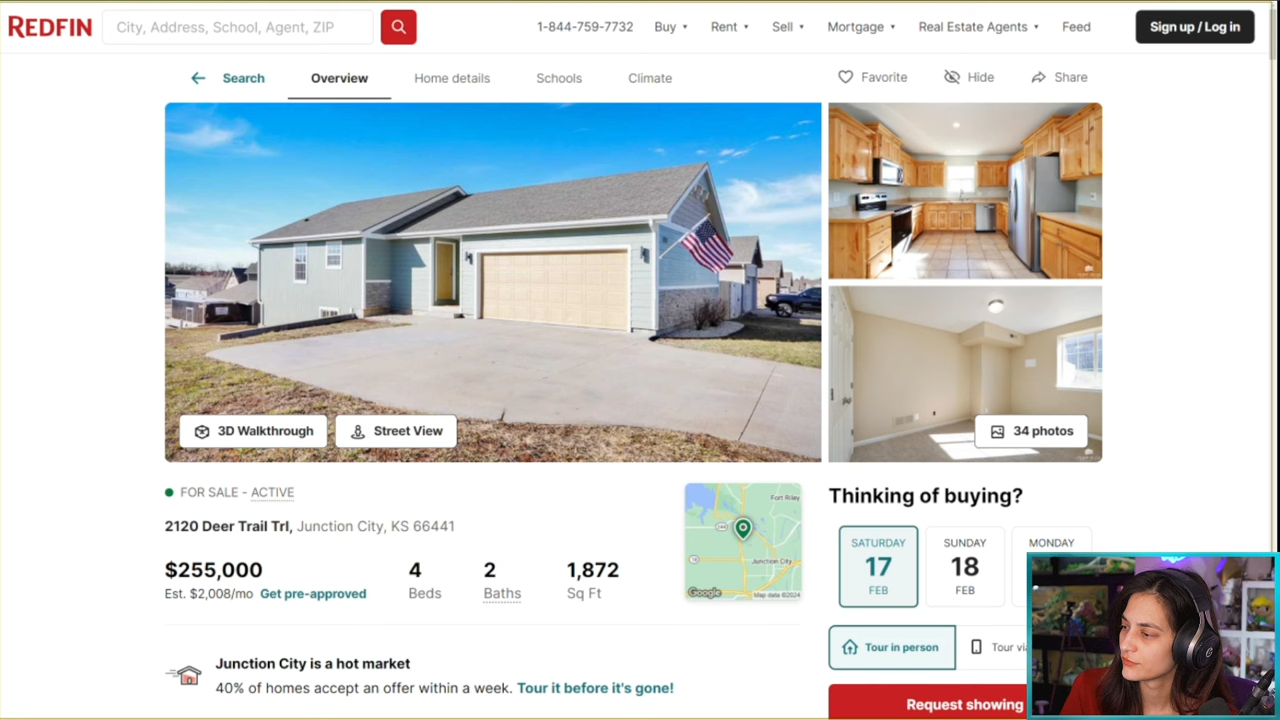 REDFIN
City, Address, School, Agent, ZIP
1-844-759-7732
Buy
Rent
Sell
Mortgage
Real Estate Agents
Feed
Sign up / Log in
Search
Overview
Home details
Schools
Climate
Favorite
Hide
Share
3D Walkthrough
Street View
34 photos
FOR SALE - ACTIVE
2120 Deer Trail Trl, Junction City, KS 66441
$255,000
Est. $2,008/mo Get pre-approved
4
Beds
2
Baths
1,872
Sq Ft
Fort Riley
244
18
Junction City
Google
Map data ©2024
Thinking of buying?
SATURDAY
17
FEB
SUNDAY
18
FEB
MONDAY
Tour in person
Tour via
Request showing
Junction City is a hot market
40% of homes accept an offer within a week. Tour it before it's gone!